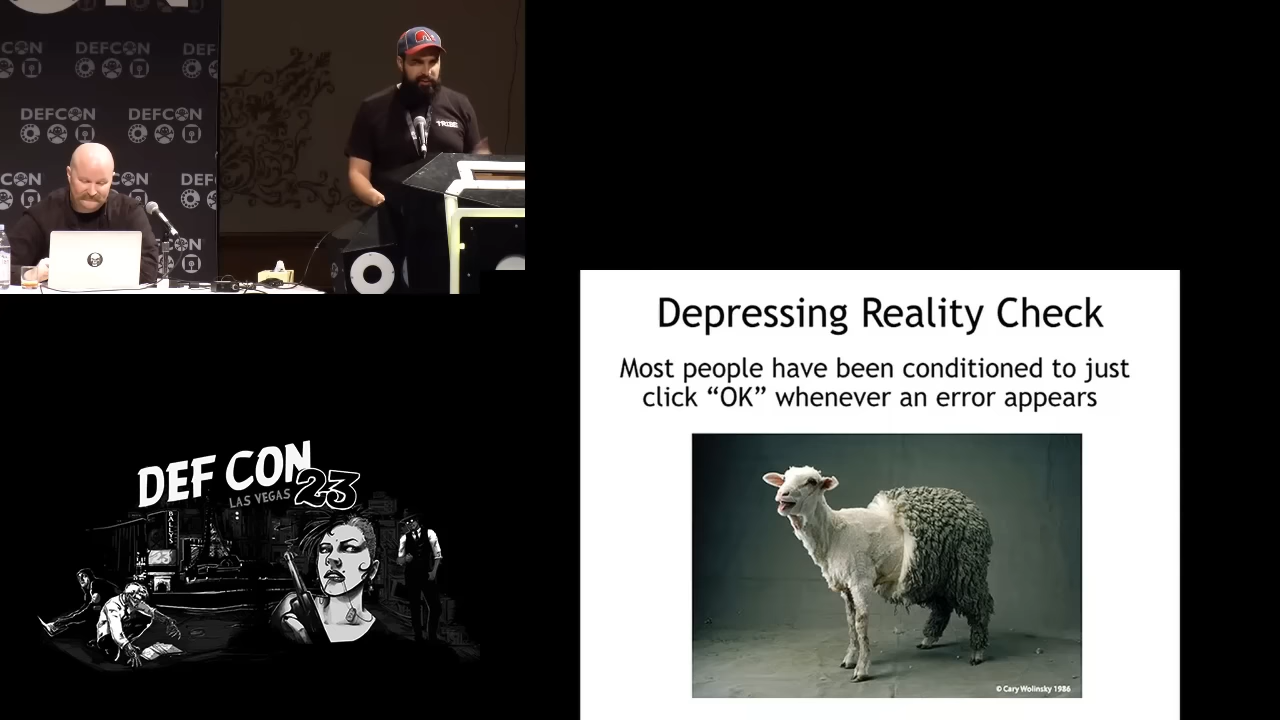 DEFCON
DEFCON
DEFCON
TRIBE
DEF CON 23
LAS VEGAS
BALLYS
Depressing Reality Check
Most people have been conditioned to just
click “OK” whenever an error appears
© Cary Wolinsky 1986